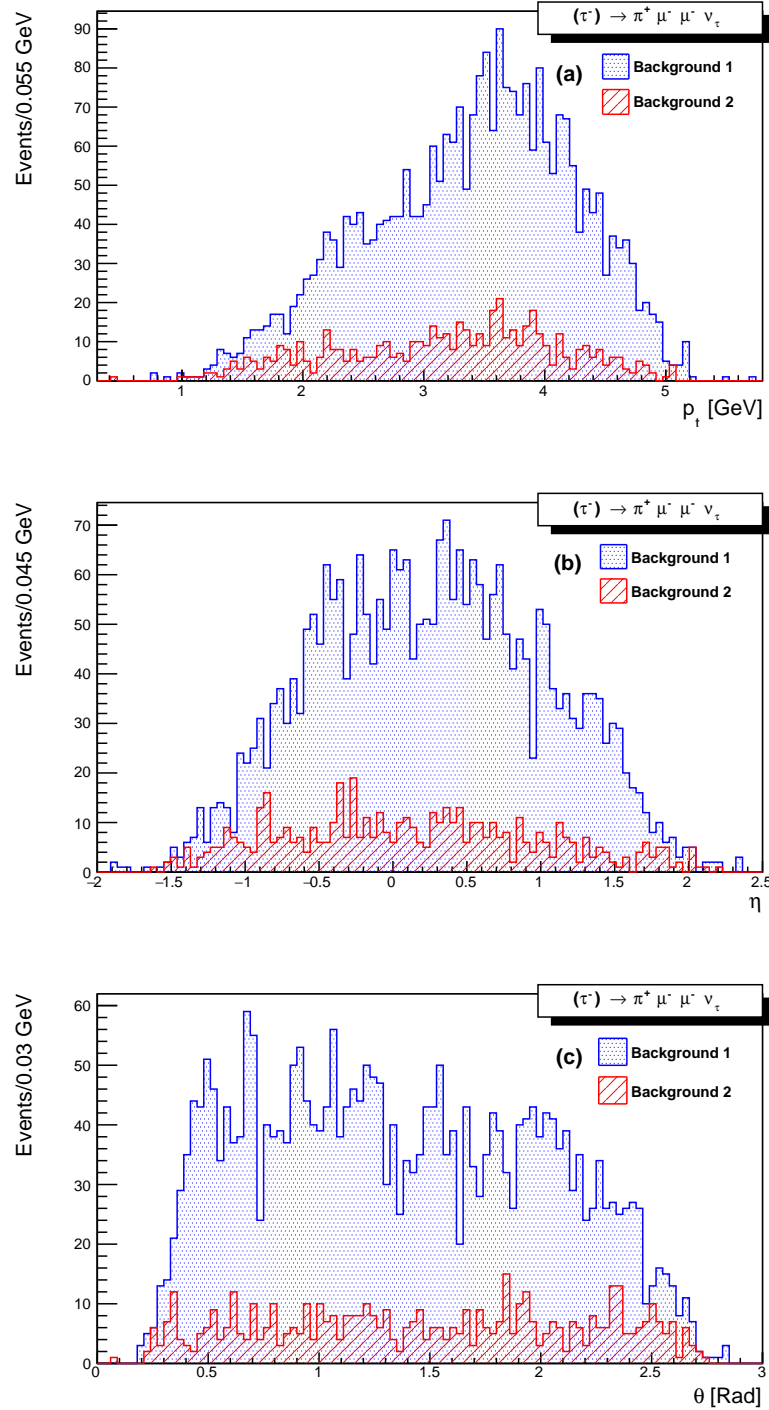 (τ⁻) → π⁺ μ⁻ μ⁻ ν_τ
Events/0.055 GeV
(a)
Background 1
Background 2
90
80
70
60
50
40
30
20
10
0
1 2 3 4 5
p_t [GeV]
(τ⁻) → π⁺ μ⁻ μ⁻ ν_τ
Events/0.045 GeV
(b)
Background 1
Background 2
70
60
50
40
30
20
10
0
−2 −1.5 −1 −0.5 0 0.5 1 1.5 2 2.5
η
(τ⁻) → π⁺ μ⁻ μ⁻ ν_τ
Events/0.03 GeV
(c)
Background 1
Background 2
60
50
40
30
20
10
0
0 0.5 1 1.5 2 2.5 3
θ [Rad]